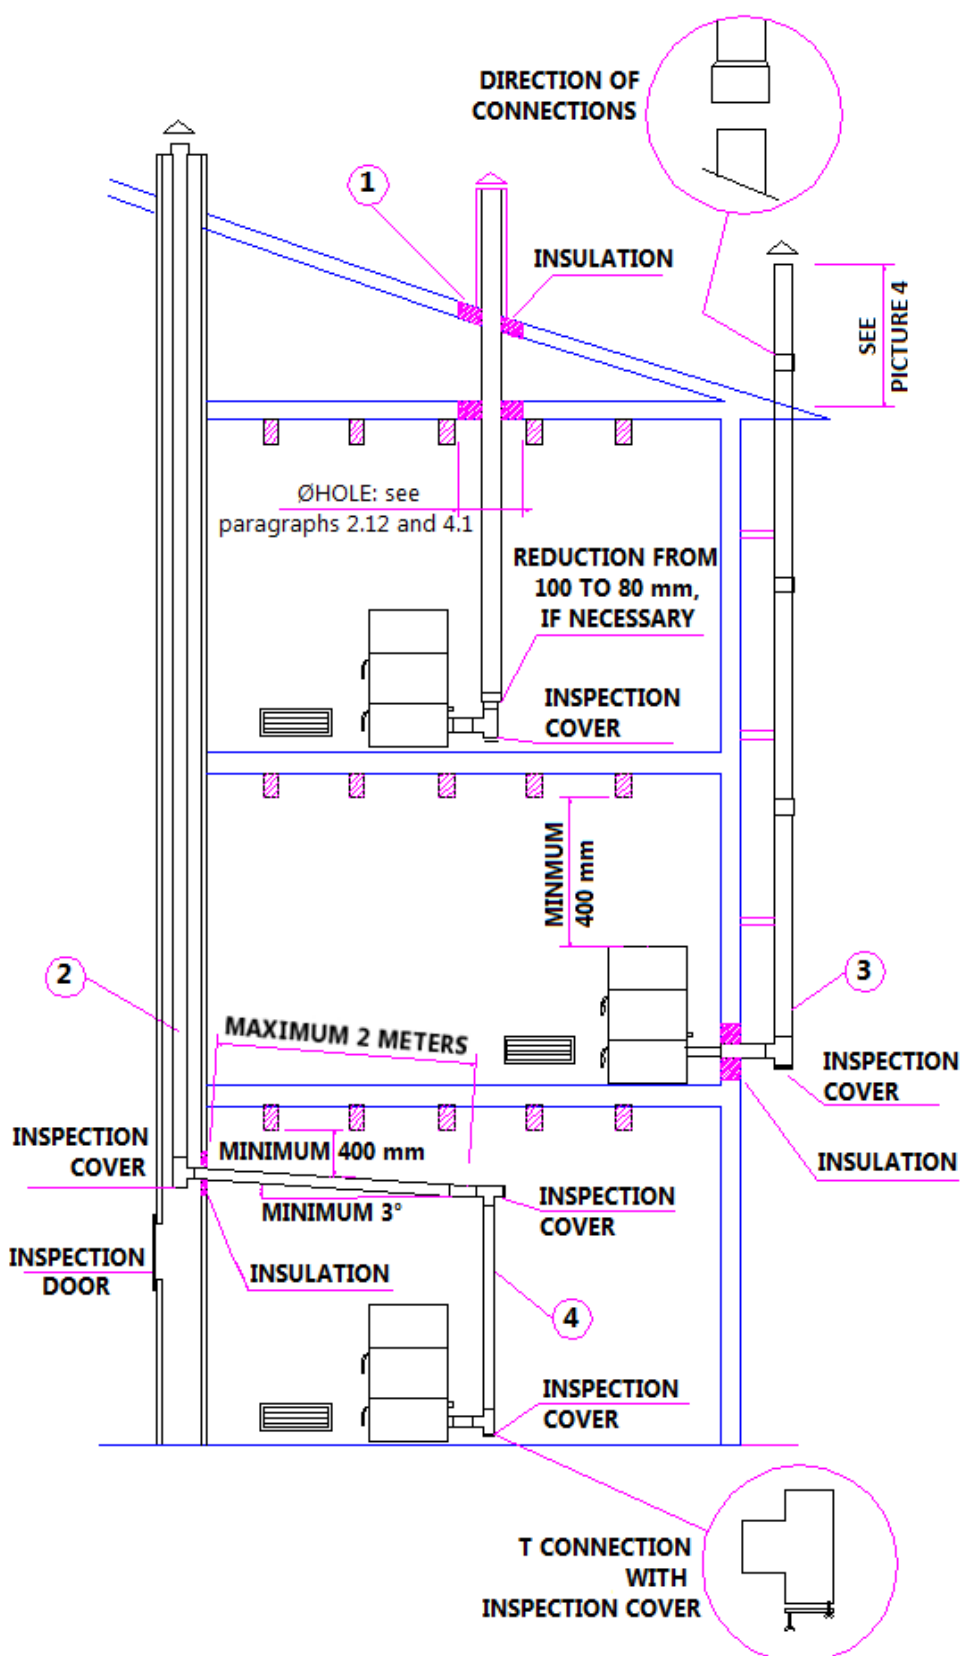 DIRECTION OF
CONNECTIONS
1
INSULATION
SEE
PICTURE 4
ØHOLE: see
paragraphs 2.12 and 4.1
REDUCTION FROM
100 TO 80 mm,
IF NECESSARY
INSPECTION
COVER
MINMUM
400 mm
2
3
MAXIMUM 2 METERS
INSPECTION
COVER
INSPECTION
COVER
MINIMUM 400 mm
INSULATION
INSPECTION
COVER
MINIMUM 3°
INSPECTION
DOOR
INSULATION
4
INSPECTION
COVER
T CONNECTION
WITH
INSPECTION COVER